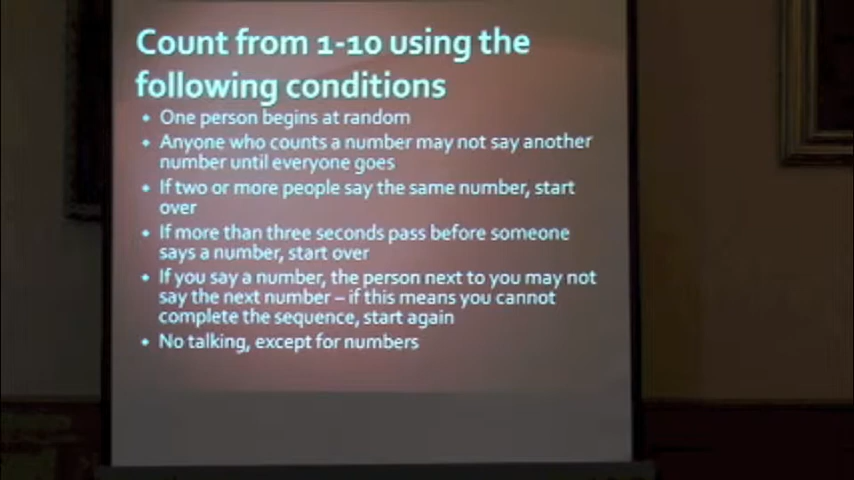 Count from 1-10 using the
following conditions
• One person begins at random
• Anyone who counts a number may not say another
number until everyone goes
• If two or more people say the same number, start
over
• If more than three seconds pass before someone
says a number, start over
• If you say a number, the person next to you may not
say the next number – if this means you cannot
complete the sequence, start again
• No talking, except for numbers